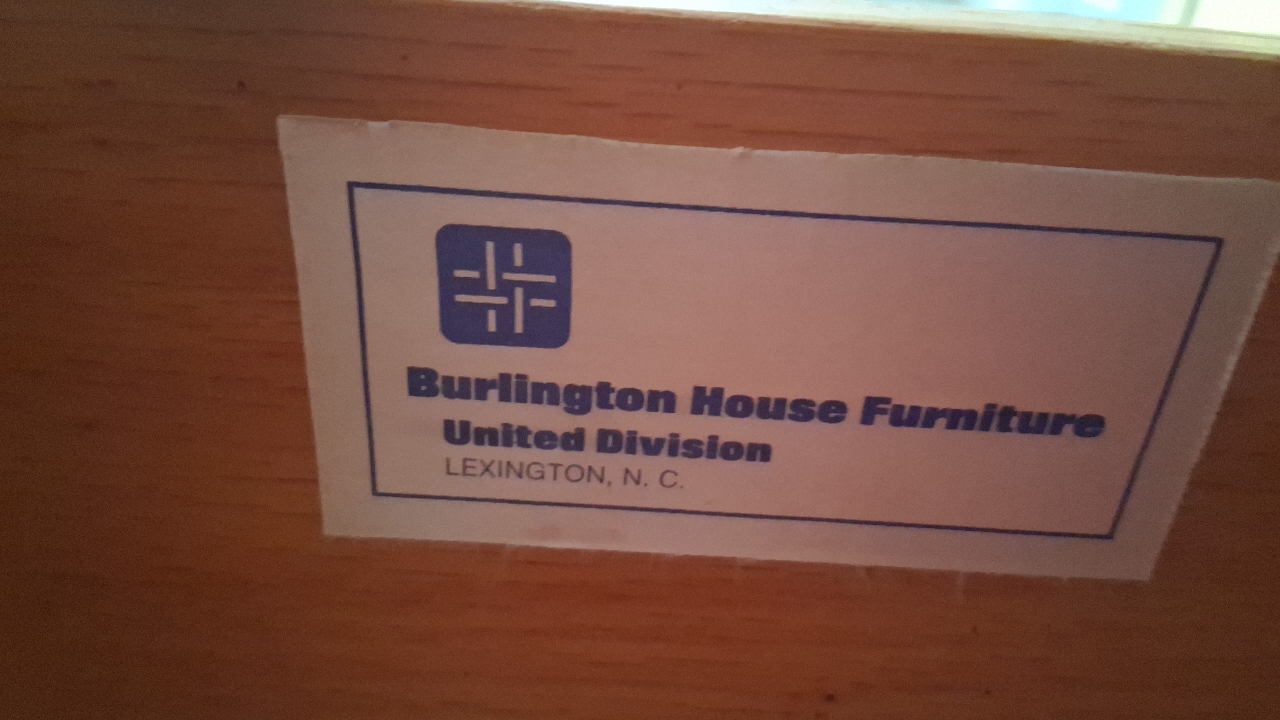 Burlington House Furniture
United Division
LEXINGTON, N. C.